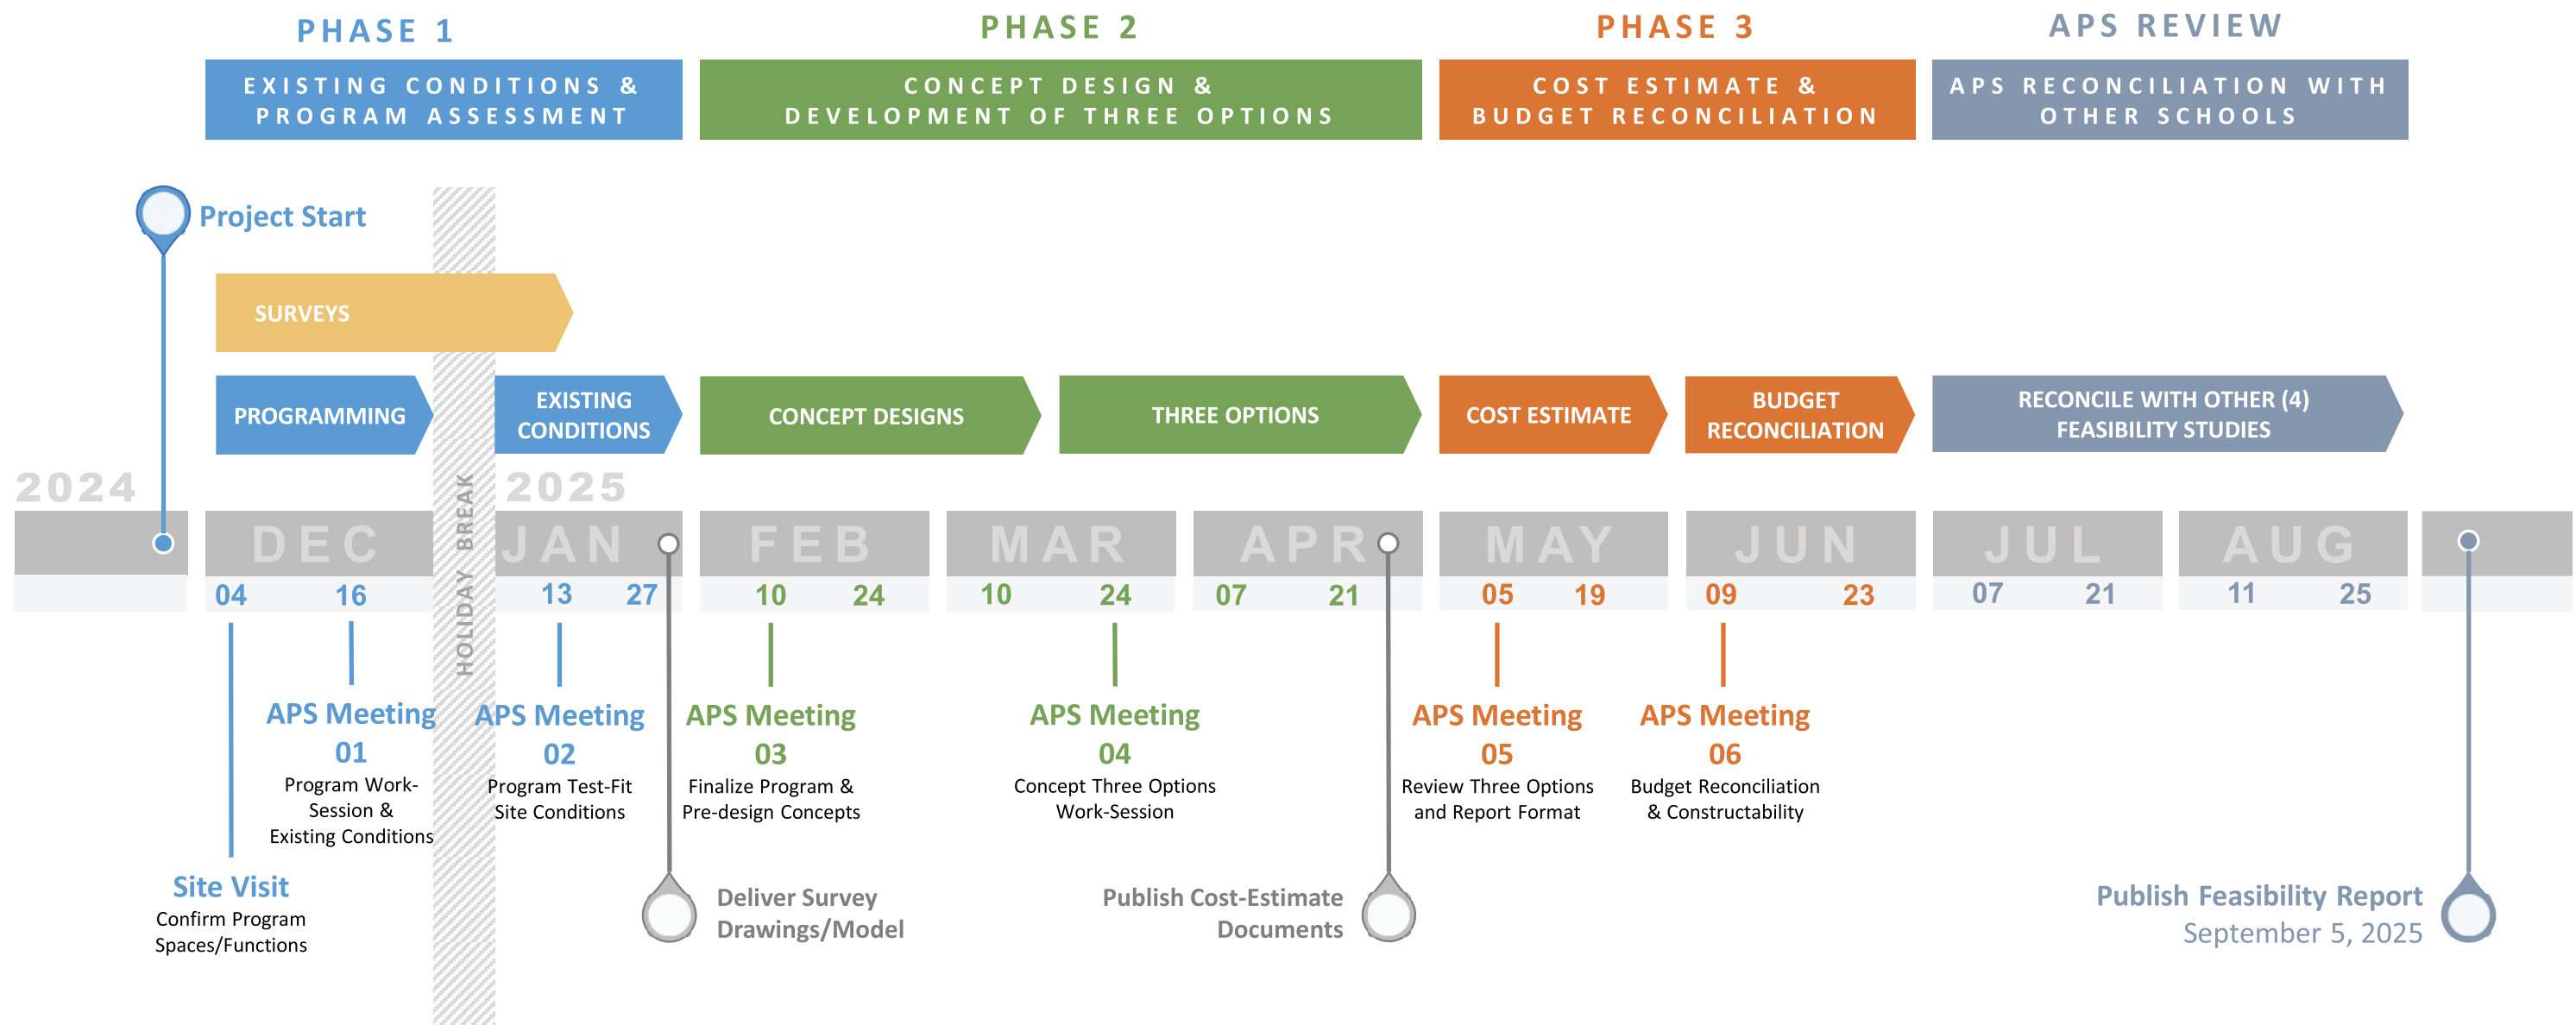 PHASE 1
PHASE 2
PHASE 3
APS REVIEW
EXISTING CONDITIONS &
PROGRAM ASSESSMENT
CONCEPT DESIGN &
DEVELOPMENT OF THREE OPTIONS
COST ESTIMATE &
BUDGET RECONCILIATION
APS RECONCILIATION WITH
OTHER SCHOOLS
Project Start
SURVEYS
PROGRAMMING
EXISTING
CONDITIONS
CONCEPT DESIGNS
THREE OPTIONS
COST ESTIMATE
BUDGET
RECONCILIATION
RECONCILE WITH OTHER (4)
FEASIBILITY STUDIES
2024
2025
HOLIDAY BREAK
DEC
JAN
FEB
MAR
APR
MAY
JUN
JUL
AUG
04
16
13
27
10
24
10
24
07
21
05
19
09
23
07
21
11
25
APS Meeting
01
Program Work-
Session &
Existing Conditions
APS Meeting
02
Program Test-Fit
Site Conditions
APS Meeting
03
Finalize Program &
Pre-design Concepts
APS Meeting
04
Concept Three Options
Work-Session
APS Meeting
05
Review Three Options
and Report Format
APS Meeting
06
Budget Reconciliation
& Constructability
Site Visit
Confirm Program
Spaces/Functions
Deliver Survey
Drawings/Model
Publish Cost-Estimate
Documents
Publish Feasibility Report
September 5, 2025